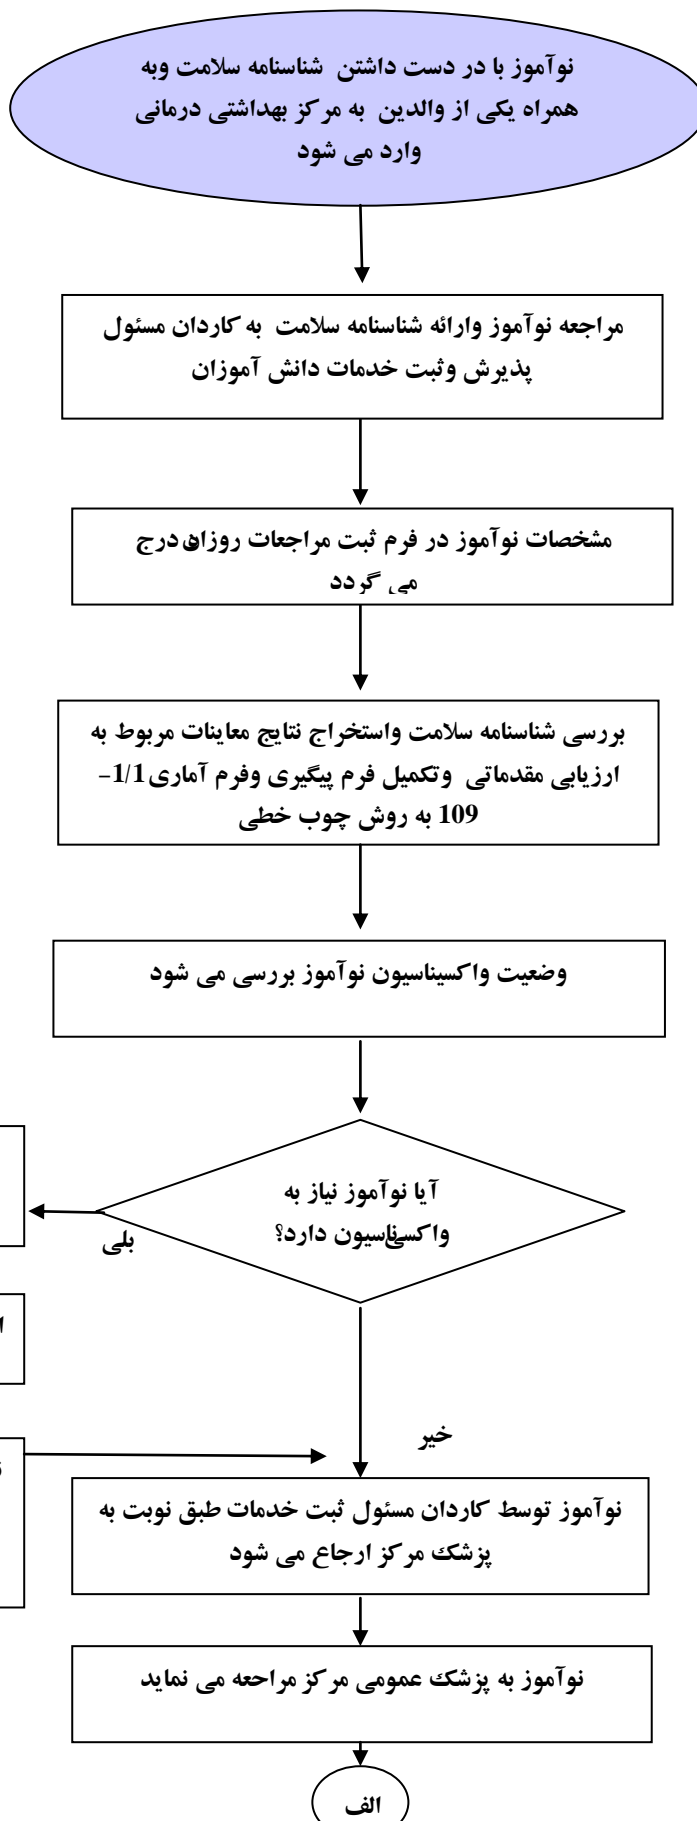 نوآموز با در دست داشتن شناسنامه سلامت وبه
همراه یکی از والدین به مرکز بهداشتی درمانی
وارد می شود
مراجعه نوآموز وارائه شناسنامه سلامت به کاردان مسئول
پذیرش وثبت خدمات دانش آموزان
مشخصات نوآموز در فرم ثبت مراجعات روزانه درج
می گردد
بررسی شناسنامه سلامت واستخراج نتایج معاینات مربوط به
ارزیابی مقدماتی وتکمیل فرم پیگیری وفرم آماری 1/1-
109 به روش چوب خطی
وضعیت واکسیناسیون نوآموز بررسی می شود
آیا نوآموز نیاز به
واکسیناسیون دارد؟
بلی
خیر
نوآموز توسط کاردان مسئول ثبت خدمات طبق نوبت به
پزشک مرکز ارجاع می شود
نوآموز به پزشک عمومی مرکز مراحعه می نماید
الف